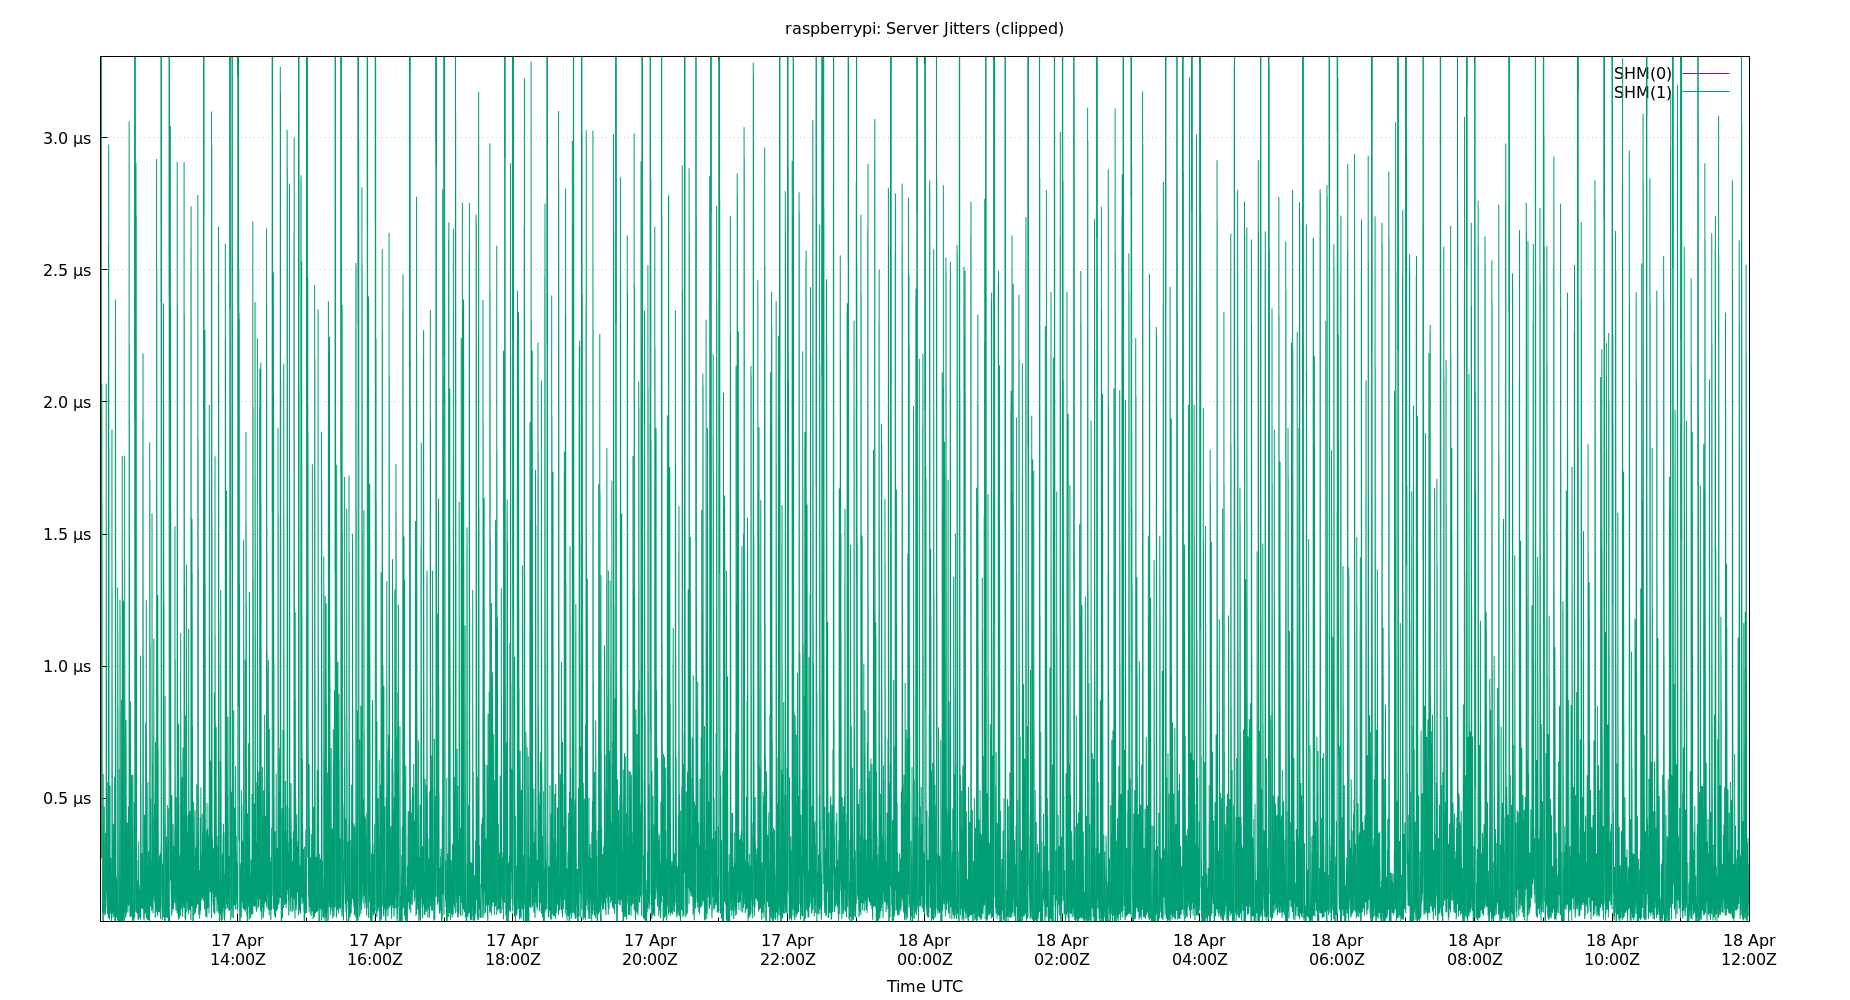 raspberrypi: Server Jitters (clipped)
SHM(0)
SHM(1)
3.0 µs
2.5 µs
2.0 µs
1.5 µs
1.0 µs
0.5 µs
17 Apr 17 Apr 17 Apr 17 Apr 17 Apr 18 Apr 18 Apr 18 Apr 18 Apr 18 Apr 18 Apr 18 Apr
14:00Z 16:00Z 18:00Z 20:00Z 22:00Z 00:00Z 02:00Z 04:00Z 06:00Z 08:00Z 10:00Z 12:00Z
Time UTC